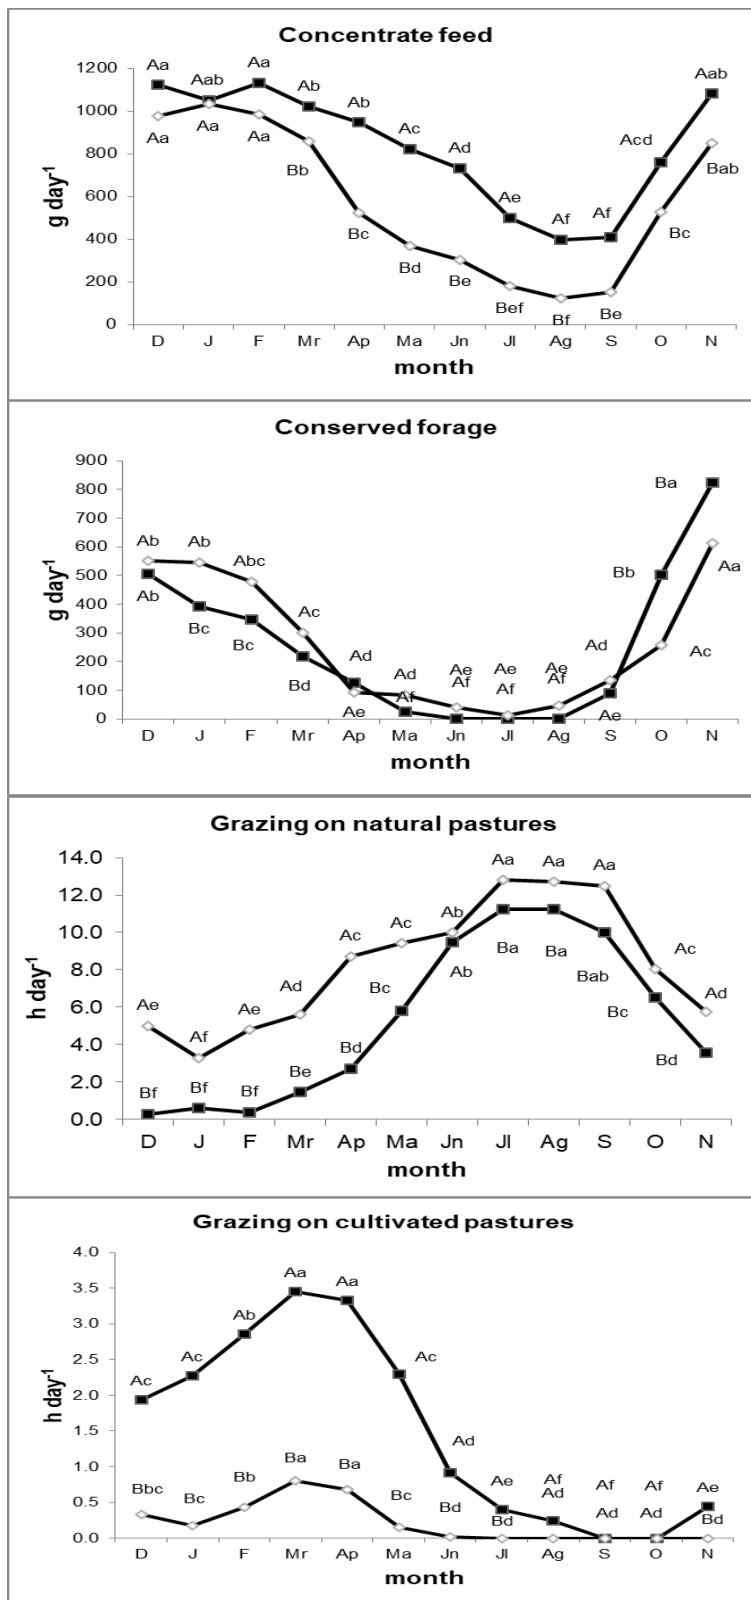 Concentrate feed
Aa Aab Aa Ab Ab Ac Ad Ae Af Af Acd Aab
Aa Aa Aa Bb Bc Bd Be Bef Bf Be Bc Bab
1200
1000
800
600
400
200
0
g day-1
D J F Mr Ap Ma Jn Jl Ag S O N
month
Conserved forage
Ab Ab Abc Ac Ad Ad Ae Ae Ae Ad Bb Ba
Ab Bc Bc Bd Ae Af Af Af Af Ae Ac Aa
900
800
700
600
500
400
300
200
100
0
g day-1
D J F Mr Ap Ma Jn Jl Ag S O N
month
Grazing on natural pastures
Ae Af Ae Ad Ac Ac Ab Aa Aa Aa Ac Ad
Bf Bf Bf Be Bd Bc Ab Ba Ba Bab Bc Bd
14.0
12.0
10.0
8.0
6.0
4.0
2.0
0.0
h day-1
D J F Mr Ap Ma Jn Jl Ag S O N
month
Grazing on cultivated pastures
Ac Ac Ab Aa Aa Ac Ad Ae Af Af Af Ae
Bbc Bc Bb Ba Ba Bc Bd Bd Ad Ad Ad Bd
4.0
3.5
3.0
2.5
2.0
1.5
1.0
0.5
0.0
h day-1
D J F Mr Ap Ma Jn Jl Ag S O N
month